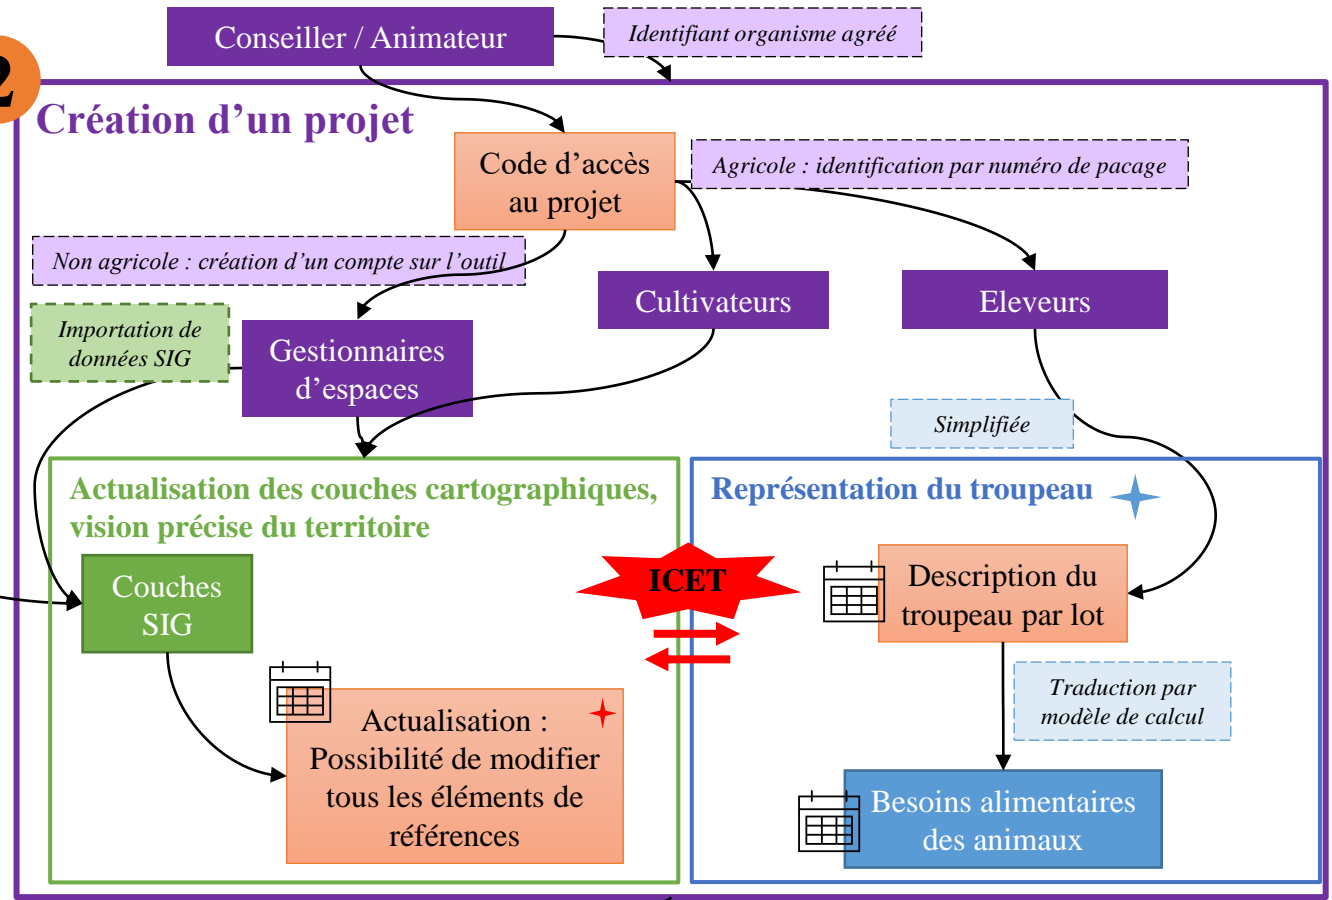 Conseiller / Animateur
Identifiant organisme agréé
2
Création d’un projet
Code d’accès
au projet
Agricole : identification par numéro de pacage
Non agricole : création d’un compte sur l’outil
Cultivateurs
Eleveurs
Importation de
données SIG
Gestionnaires
d’espaces
Simplifiée
Actualisation des couches cartographiques,
vision précise du territoire
Représentation du troupeau
ICET
Couches
SIG
Description du
troupeau par lot
Traduction par
modèle de calcul
Actualisation :
Possibilité de modifier
tous les éléments de
références
Besoins alimentaires
des animaux